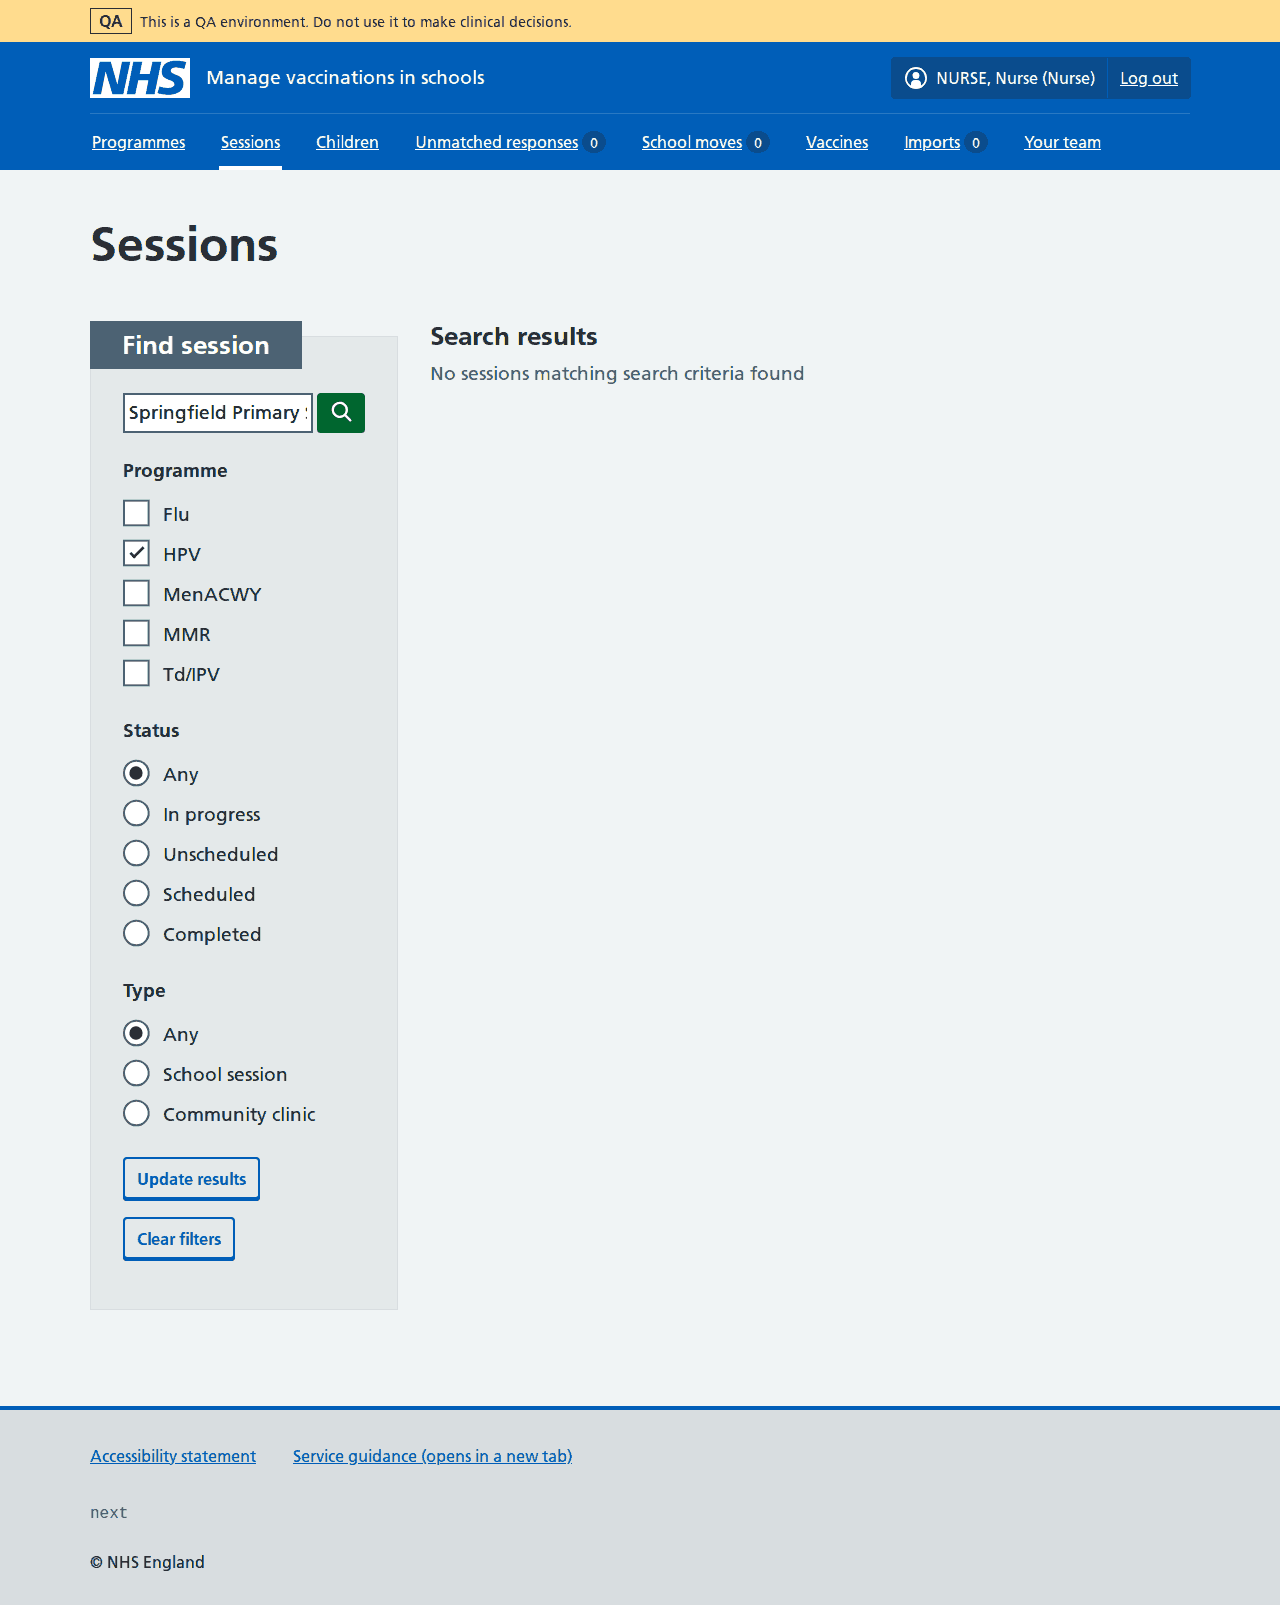 QA This is a QA environment. Do not use it to make clinical decisions.
NHS Manage vaccinations in schools NURSE, Nurse (Nurse) Log out
Programmes Sessions Children Unmatched responses 0 School moves 0 Vaccines Imports 0 Your team
Sessions
Find session
Springfield Primary
Programme
Flu
HPV
MenACWY
MMR
Td/IPV
Status
Any
In progress
Unscheduled
Scheduled
Completed
Type
Any
School session
Community clinic
Update results
Clear filters
Search results
No sessions matching search criteria found
Accessibility statement Service guidance (opens in a new tab)
next
© NHS England